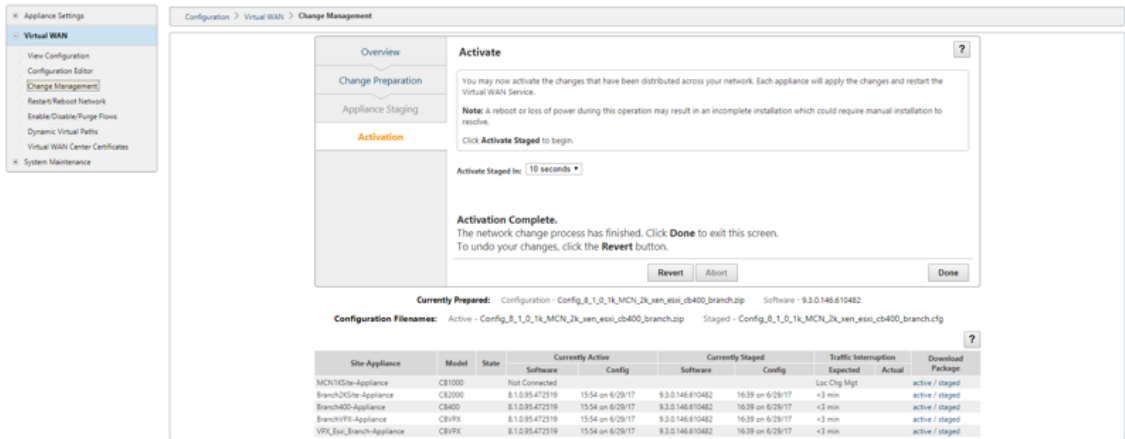 Appliance Settings
Virtual WAN
View Configuration
Configuration Editor
Change Management
Restart/Reboot Network
Enable/Disable/Purge Flows
Dynamic Virtual Paths
Virtual WAN Center Certificates
System Maintenance
Configuration > Virtual WAN > Change Management
Overview
Change Preparation
Appliance Staging
Activation
Activate
?
You may now activate the changes that have been distributed across your network. Each appliance will apply the changes and restart the
Virtual WAN Service.
Note: A reboot or loss of power during this operation may result in an incomplete installation which could require manual installation to
resolve.
Click Activate Staged to begin.
Activate Staged In: 10 seconds
Activation Complete.
The network change process has finished. Click Done to exit this screen.
To undo your changes, click the Revert button.
Revert Abort Done
Currently Prepared: Configuration - Config_8_1_0_1k_MCN_2k_xen_esxi_cb400_branch.zip Software - 9.3.0.146.610482
Configuration Filenames: Active - Config_8_1_0_1k_MCN_2k_xen_esxi_cb400_branch.zip Staged - Config_8_1_0_1k_MCN_2k_xen_esxi_cb400_branch.cfg
?
Site-Appliance Model State Currently Active Currently Staged Traffic Interruption Download Package
Software Config Software Config Expected Actual
MCN1KSite-Appliance CB1000 Not Connected Loc Chg Mgt active / staged
Branch2KSite-Appliance CB2000 8.1.0.95.472519 15:54 on 6/29/17 9.3.0.146.610482 16:39 on 6/29/17 <3 min active / staged
Branch400-Appliance CB400 8.1.0.95.472519 15:54 on 6/29/17 9.3.0.146.610482 16:39 on 6/29/17 <3 min active / staged
BranchVPX-Appliance CBVPX 8.1.0.95.472519 15:54 on 6/29/17 9.3.0.146.610482 16:39 on 6/29/17 <3 min active / staged
VPX_Esxi_Branch-Appliance CBVPX 8.1.0.95.472519 15:54 on 6/29/17 9.3.0.146.610482 16:39 on 6/29/17 <3 min active / staged